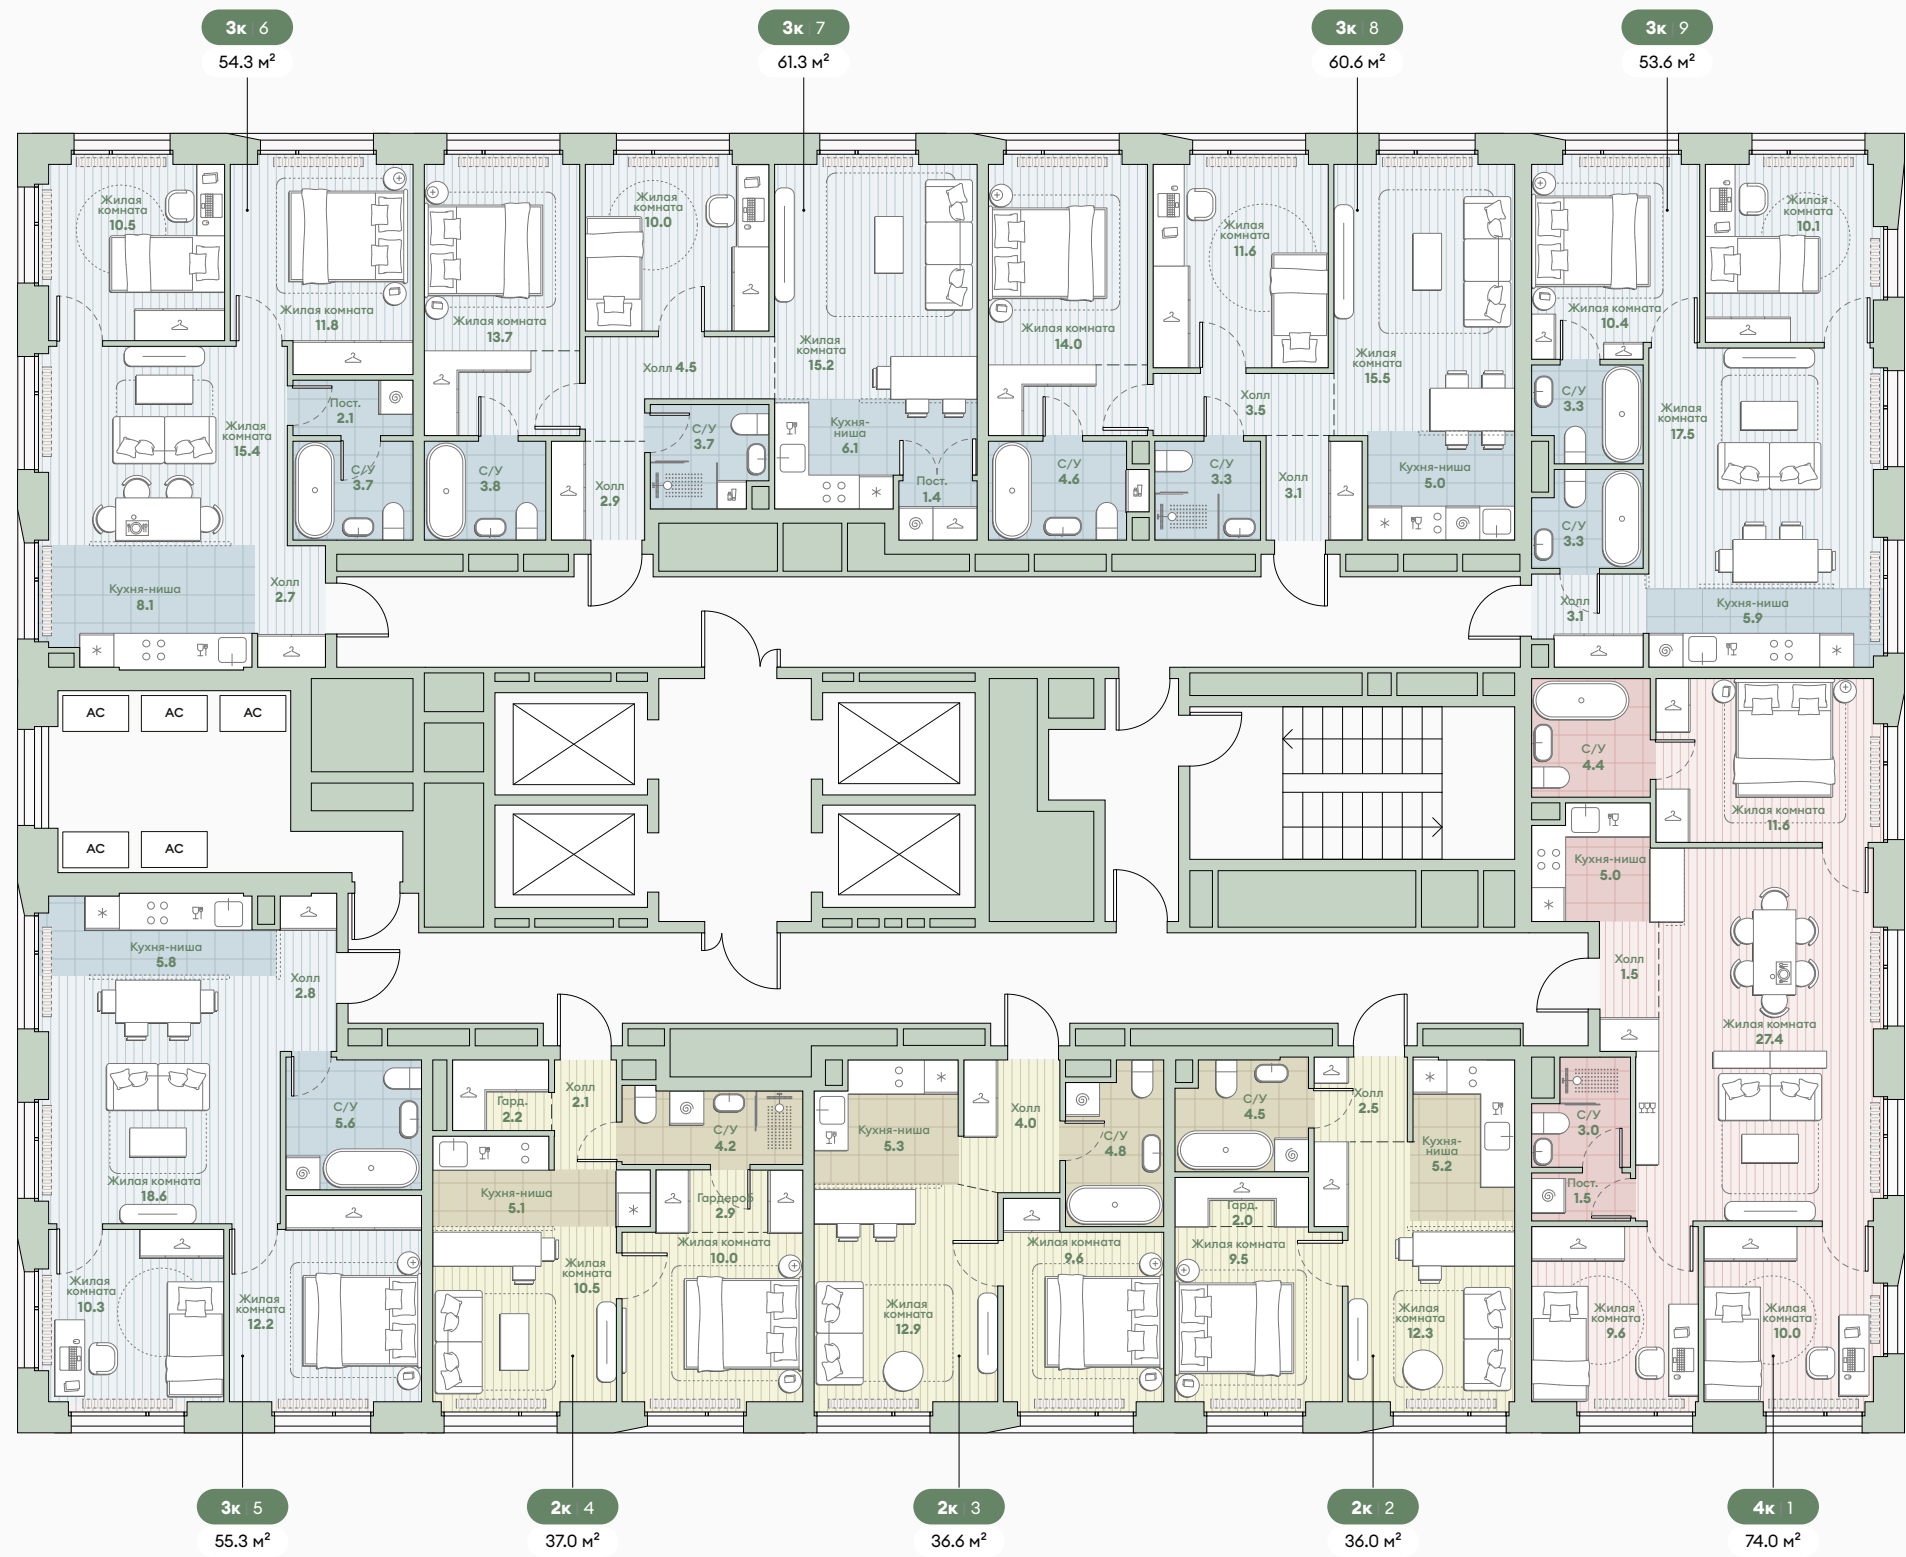 3к 6
54.3 м²
3к 7
61.3 м²
3к 8
60.6 м²
3к 9
53.6 м²
Жилая
комната
10.5
Жилая комната
11.8
Жилая
комната
15.4
Пост.
2.1
С/У
3.7
Кухня-ниша
8.1
Холл
2.7
Жилая комната
13.7
Жилая
комната
10.0
Холл 4.5
Жилая
комната
15.2
С/У
3.8
Холл
2.9
С/У
3.7
Кухня-
ниша
6.1
Пост.
1.4
Жилая комната
14.0
Жилая
комната
11.6
Жилая
комната
15.5
Холл
3.5
С/У
4.6
С/У
3.3
Холл
3.1
Кухня-ниша
5.0
Жилая комната
10.4
Жилая
комната
10.1
С/У
3.3
Жилая
комната
17.5
С/У
3.3
Холл
3.1
Кухня-ниша
5.9
АС
АС
АС
АС
АС
С/У
4.4
Жилая комната
11.6
Кухня-ниша
5.0
Холл
1.5
Жилая комната
27.4
С/У
3.0
Пост.
1.5
Жилая
комната
9.6
Жилая
комната
10.0
Кухня-ниша
5.8
Холл
2.8
С/У
5.6
Жилая комната
18.6
Жилая
комната
10.3
Жилая
комната
12.2
Гард.
2.2
Холл
2.1
С/У
4.2
Кухня-ниша
5.1
Гардероб
2.9
Жилая
комната
10.5
Жилая комната
10.0
Кухня-ниша
5.3
Холл
4.0
С/У
4.8
Жилая
комната
12.9
Жилая комната
9.6
С/У
4.5
Холл
2.5
Кухня-
ниша
5.2
Гард.
2.0
Жилая комната
9.5
Жилая
комната
12.3
3к 5
55.3 м²
2к 4
37.0 м²
2к 3
36.6 м²
2к 2
36.0 м²
4к 1
74.0 м²